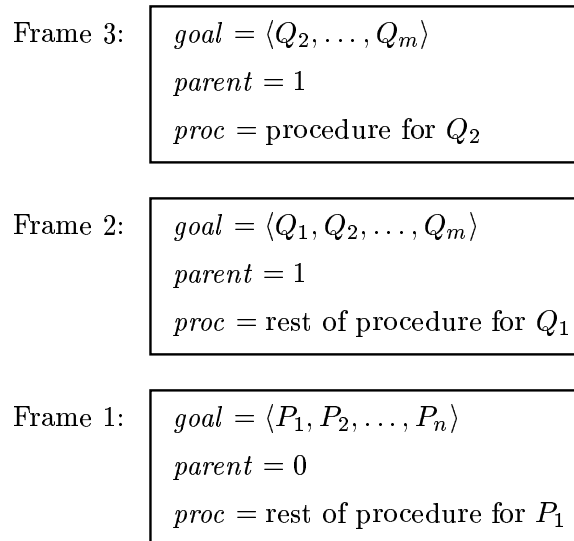 Frame 3: goal = ⟨Q₂, . . . , Qₘ⟩
parent = 1
proc = procedure for Q₂
Frame 2: goal = ⟨Q₁, Q₂, . . . , Qₘ⟩
parent = 1
proc = rest of procedure for Q₁
Frame 1: goal = ⟨P₁, P₂, . . . , Pₙ⟩
parent = 0
proc = rest of procedure for P₁